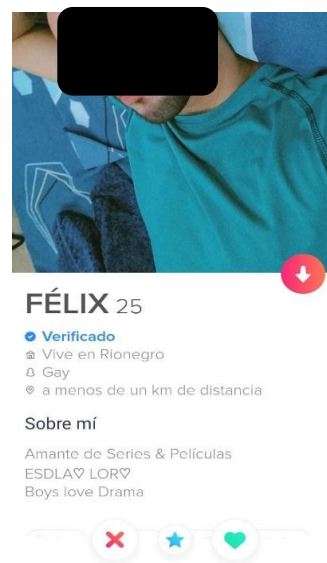 FÉLIX 25
Verificado
Vive en Rionegro
Gay
a menos de un km de distancia
Sobre mí
Amante de Series & Películas
ESDLA♡ LOR♡
Boys love Drama